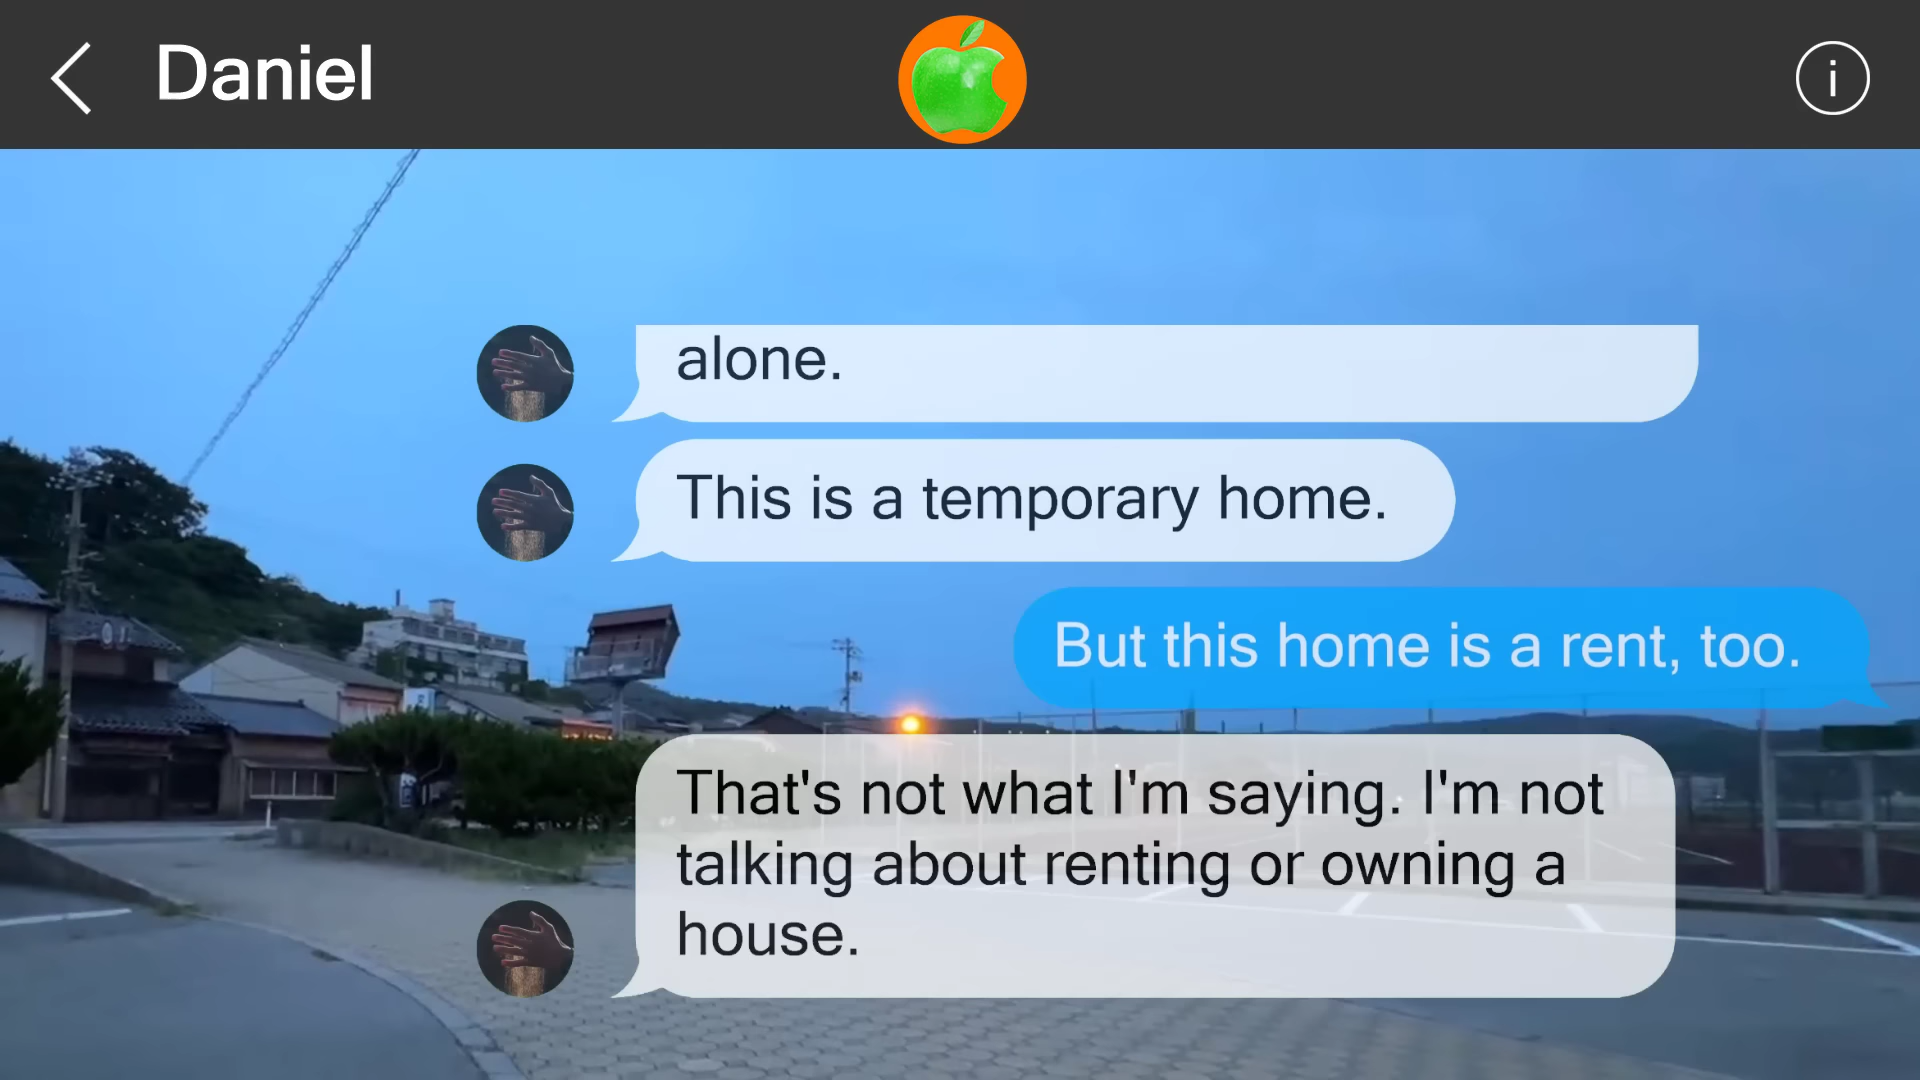 Daniel
alone.
This is a temporary home.
But this home is a rent, too.
That's not what I'm saying. I'm not
talking about renting or owning a
house.